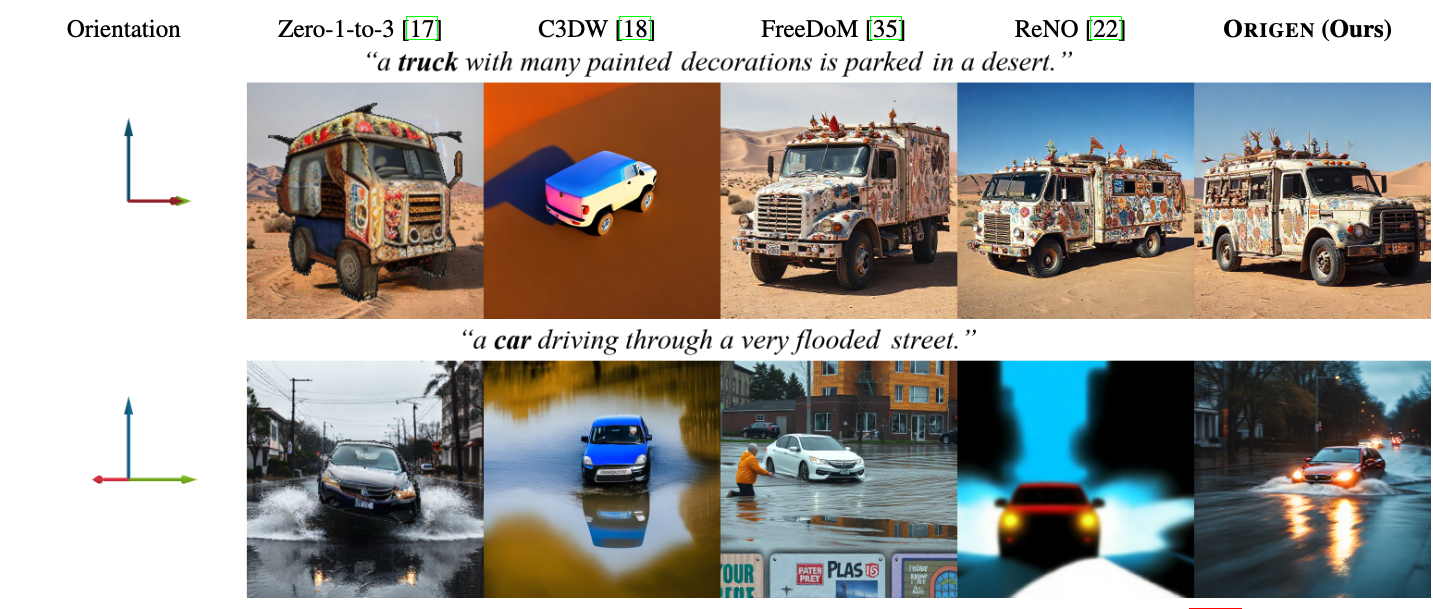 Orientation Zero-1-to-3 [17] C3DW [18] FreeDoM [35] ReNO [22] ORIGEN (Ours)
“a truck with many painted decorations is parked in a desert.”
“a car driving through a very flooded street.”
YOUR
PATER
PREY
PLAS IS